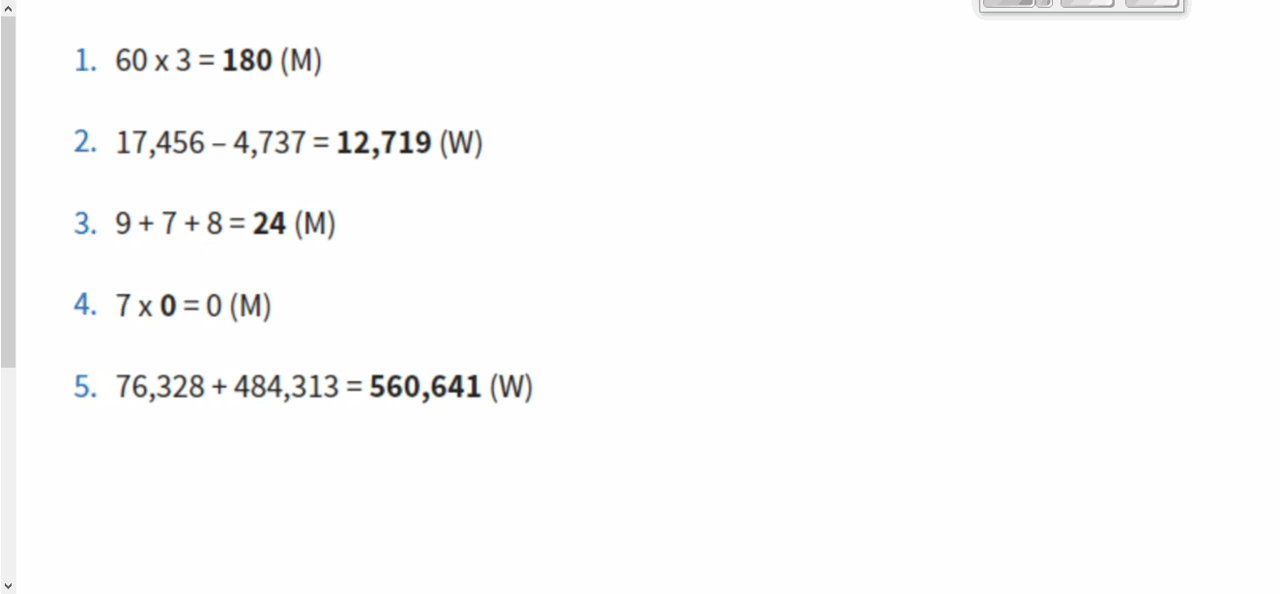 1. 60 x 3 = 180 (M)
2. 17,456 – 4,737 = 12,719 (W)
3. 9 + 7 + 8 = 24 (M)
4. 7 x 0 = 0 (M)
5. 76,328 + 484,313 = 560,641 (W)